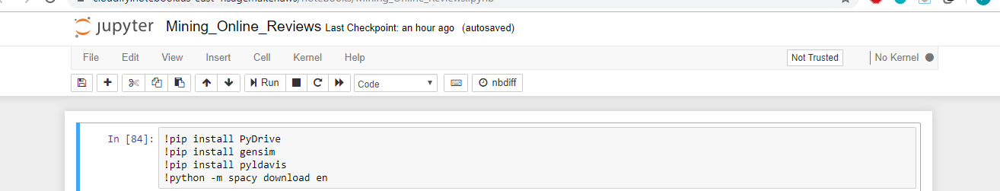 jupyter Mining_Online_Reviews Last Checkpoint: an hour ago (autosaved)
File Edit View Insert Cell Kernel Help Not Trusted No Kernel
Run Code nbdiff
In [84]: !pip install PyDrive
!pip install gensim
!pip install pyldavis
!python -m spacy download en